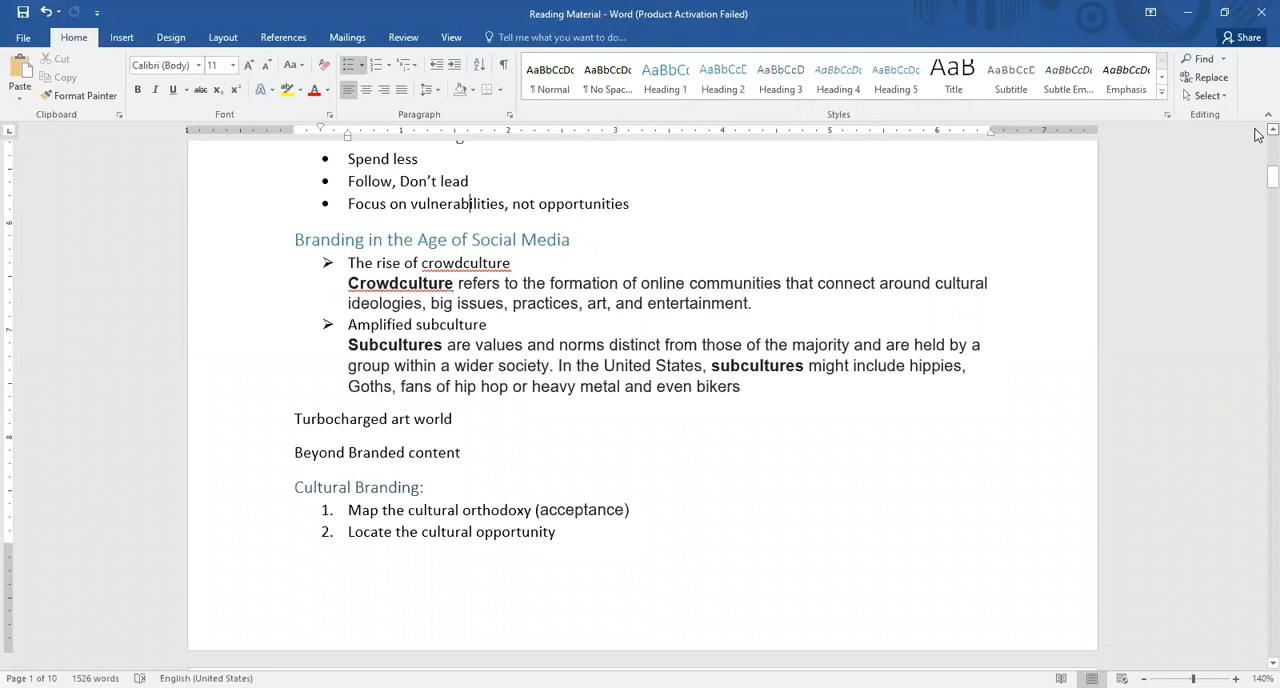 Reading Material - Word (Product Activation Failed)
File Home Insert Design Layout References Mailings Review View Tell me what you want to do... Share
Paste
Cut
Copy
Format Painter
Clipboard
Calibri (Body) 11
Font
Paragraph
AaBbCcDc AaBbCcDc AaBbCc AaBbCcE AaBbCcD AaBbCcD AaBbCcDc AaB AaBbCcD AaBbCcDc AaBbCcDc
¶ Normal ¶ No Spac... Heading 1 Heading 2 Heading 3 Heading 4 Heading 5 Title Subtitle Subtle Em... Emphasis
Styles
Find
Replace
Select
Editing
1 1 2 3 4 5 6 7
• Spend less
• Follow, Don’t lead
• Focus on vulnerabilities, not opportunities
Branding in the Age of Social Media
➢ The rise of crowdculture
Crowdculture refers to the formation of online communities that connect around cultural
ideologies, big issues, practices, art, and entertainment.
➢ Amplified subculture
Subcultures are values and norms distinct from those of the majority and are held by a
group within a wider society. In the United States, subcultures might include hippies,
Goths, fans of hip hop or heavy metal and even bikers
Turbocharged art world
Beyond Branded content
Cultural Branding:
1. Map the cultural orthodoxy (acceptance)
2. Locate the cultural opportunity
Page 1 of 10 1526 words English (United States) 140%